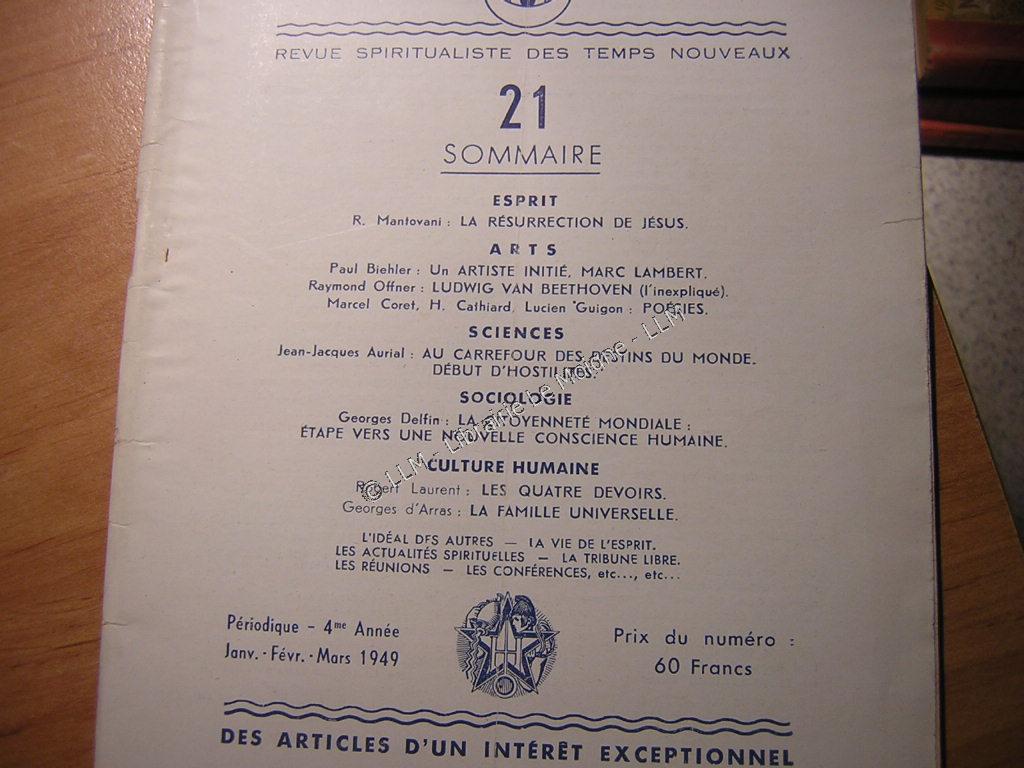 REVUE SPIRITUALISTE DES TEMPS NOUVEAUX
21
SOMMAIRE
ESPRIT
R. Mantovani : LA RÉSURRECTION DE JÉSUS.
ARTS
Paul Biehler : Un ARTISTE INITIÉ, MARC LAMBERT.
Raymond Offner : LUDWIG VAN BEETHOVEN (l'inexpliqué).
Marcel Coret, H. Cathiard, Lucien Guigon : POÉSIES.
SCIENCES
Jean-Jacques Aurial : AU CARREFOUR DES DESTINS DU MONDE.
DÉBUT D'HOSTILITÉS.
SOCIOLOGIE
Georges Delfin : LA CITOYENNETÉ MONDIALE :
ÉTAPE VERS UNE NOUVELLE CONSCIENCE HUMAINE.
CULTURE HUMAINE
Robert Laurent : LES QUATRE DEVOIRS.
Georges d'Arras : LA FAMILLE UNIVERSELLE.
L'IDÉAL DES AUTRES — LA VIE DE L'ESPRIT.
LES ACTUALITÉS SPIRITUELLES — LA TRIBUNE LIBRE.
LES RÉUNIONS — LES CONFÉRENCES, etc..., etc...
Périodique - 4me Année
Janv. - Févr. - Mars 1949
Prix du numéro :
60 Francs
DES ARTICLES D'UN INTÉRÊT EXCEPTIONNEL
© LLM - Librairie Le Moigne - LLM